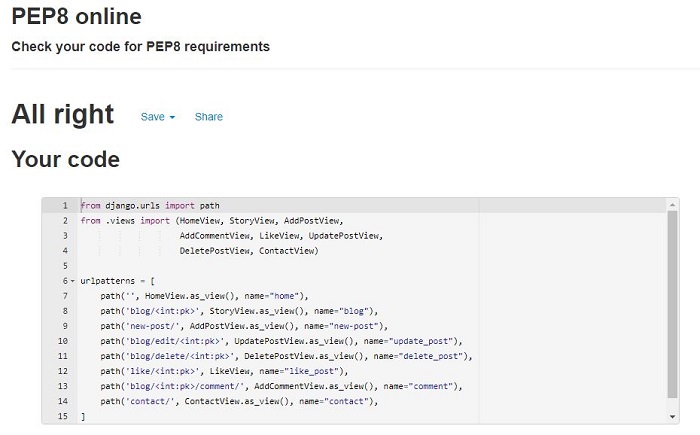 PEP8 online
Check your code for PEP8 requirements
All right Save Share
Your code
1 from django.urls import path
2 from .views import (HomeView, StoryView, AddPostView,
3 AddCommentView, LikeView, UpdatePostView,
4 DeletePostView, ContactView)
5
6 urlpatterns = [
7 path('', HomeView.as_view(), name="home"),
8 path('blog/<int:pk>', StoryView.as_view(), name="blog"),
9 path('new-post/', AddPostView.as_view(), name="new-post"),
10 path('blog/edit/<int:pk>', UpdatePostView.as_view(), name="update_post"),
11 path('blog/delete/<int:pk>', DeletePostView.as_view(), name="delete_post"),
12 path('like/<int:pk>', LikeView, name="like_post"),
13 path('blog/<int:pk>/comment/', AddCommentView.as_view(), name="comment"),
14 path('contact/', ContactView.as_view(), name="contact"),
15 ]